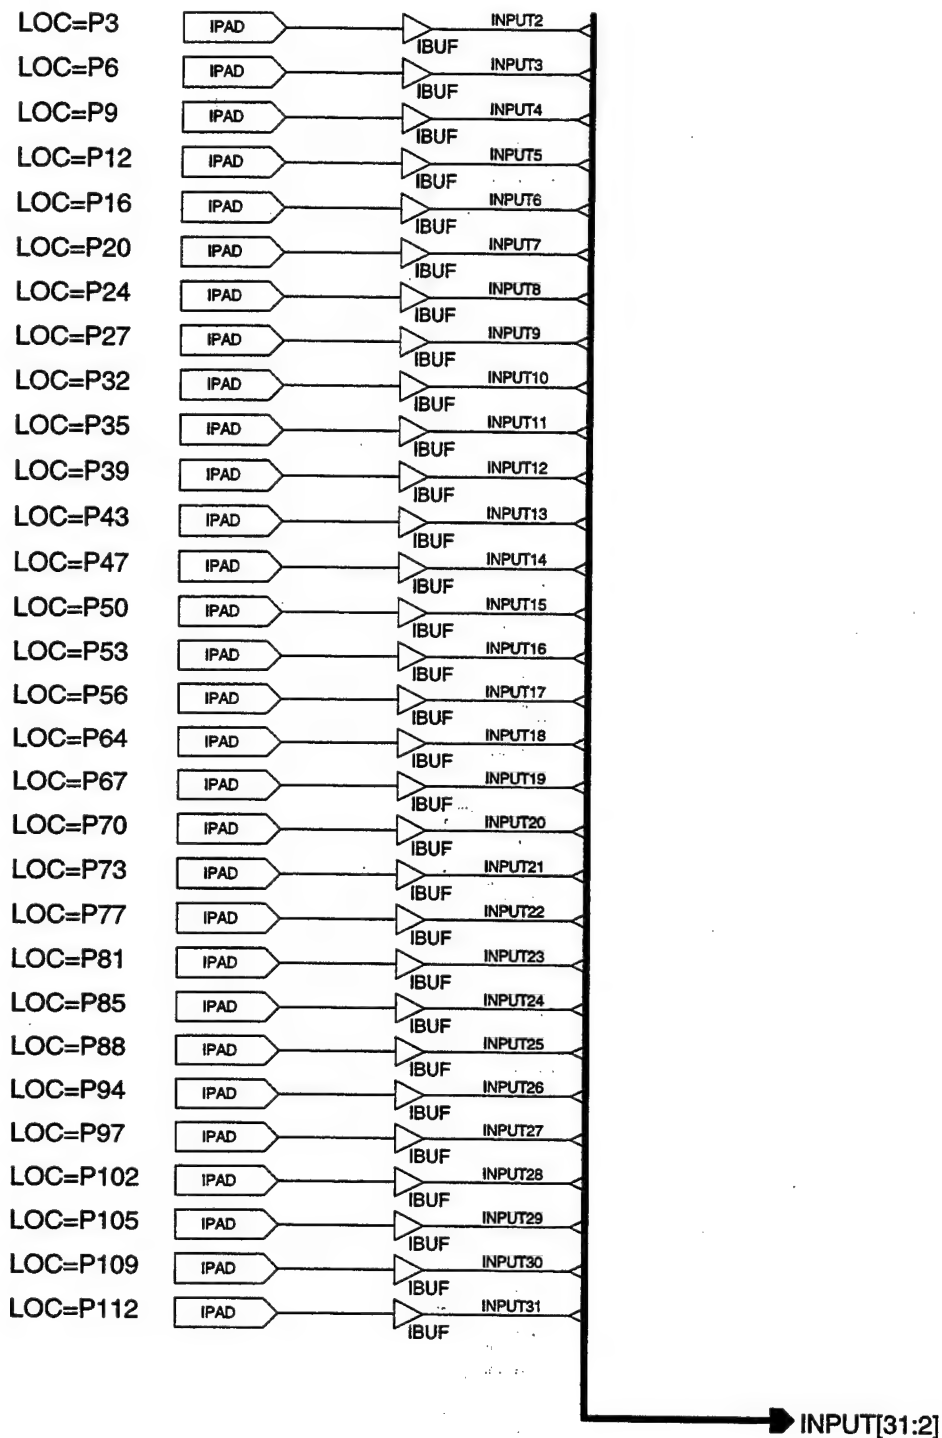 LOC=P3 IPAD IBUF INPUT2
LOC=P6 IPAD IBUF INPUT3
LOC=P9 IPAD IBUF INPUT4
LOC=P12 IPAD IBUF INPUT5
LOC=P16 IPAD IBUF INPUT6
LOC=P20 IPAD IBUF INPUT7
LOC=P24 IPAD IBUF INPUT8
LOC=P27 IPAD IBUF INPUT9
LOC=P32 IPAD IBUF INPUT10
LOC=P35 IPAD IBUF INPUT11
LOC=P39 IPAD IBUF INPUT12
LOC=P43 IPAD IBUF INPUT13
LOC=P47 IPAD IBUF INPUT14
LOC=P50 IPAD IBUF INPUT15
LOC=P53 IPAD IBUF INPUT16
LOC=P56 IPAD IBUF INPUT17
LOC=P64 IPAD IBUF INPUT18
LOC=P67 IPAD IBUF INPUT19
LOC=P70 IPAD IBUF INPUT20
LOC=P73 IPAD IBUF INPUT21
LOC=P77 IPAD IBUF INPUT22
LOC=P81 IPAD IBUF INPUT23
LOC=P85 IPAD IBUF INPUT24
LOC=P88 IPAD IBUF INPUT25
LOC=P94 IPAD IBUF INPUT26
LOC=P97 IPAD IBUF INPUT27
LOC=P102 IPAD IBUF INPUT28
LOC=P105 IPAD IBUF INPUT29
LOC=P109 IPAD IBUF INPUT30
LOC=P112 IPAD IBUF INPUT31
INPUT[31:2]